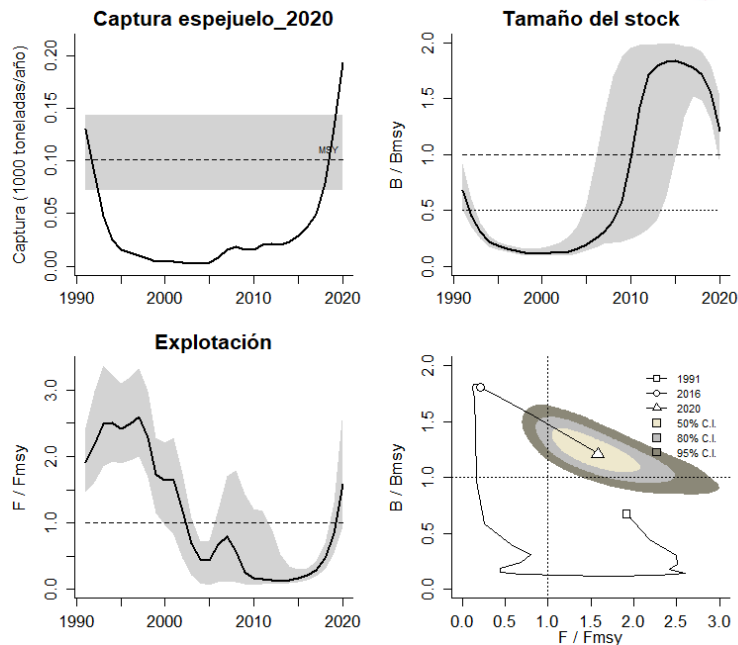 Captura espejuelo_2020
Captura (1000 toneladas/año)
0.00 0.05 0.10 0.15 0.20
MSY
1990 2000 2010 2020
Tamaño del stock
B / Bmsy
0.0 0.5 1.0 1.5 2.0
1990 2000 2010 2020
Explotación
F / Fmsy
0.0 1.0 2.0 3.0
1990 2000 2010 2020
B / Bmsy
0.0 0.5 1.0 1.5 2.0
1991
2016
2020
50% C.I.
80% C.I.
95% C.I.
0.0 0.5 1.0 1.5 2.0 2.5 3.0
F / Fmsy